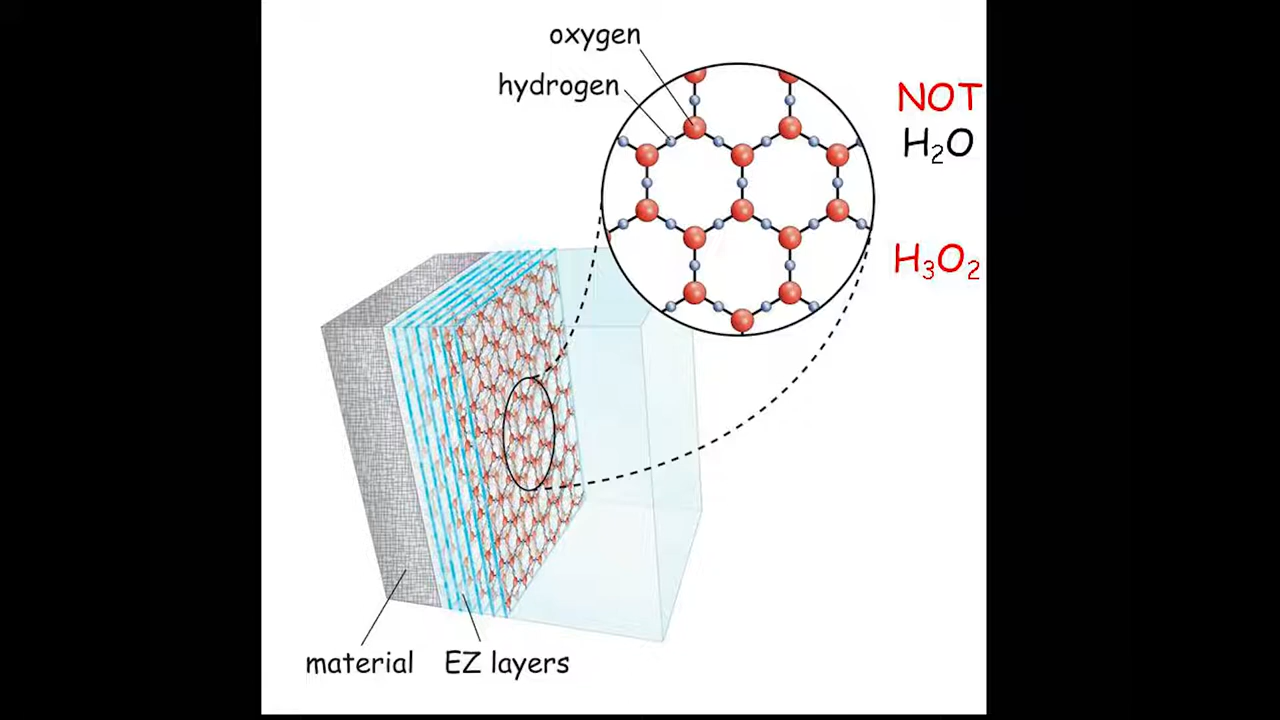 oxygen
hydrogen
NOT
H₂O
H₃O₂
material
EZ layers